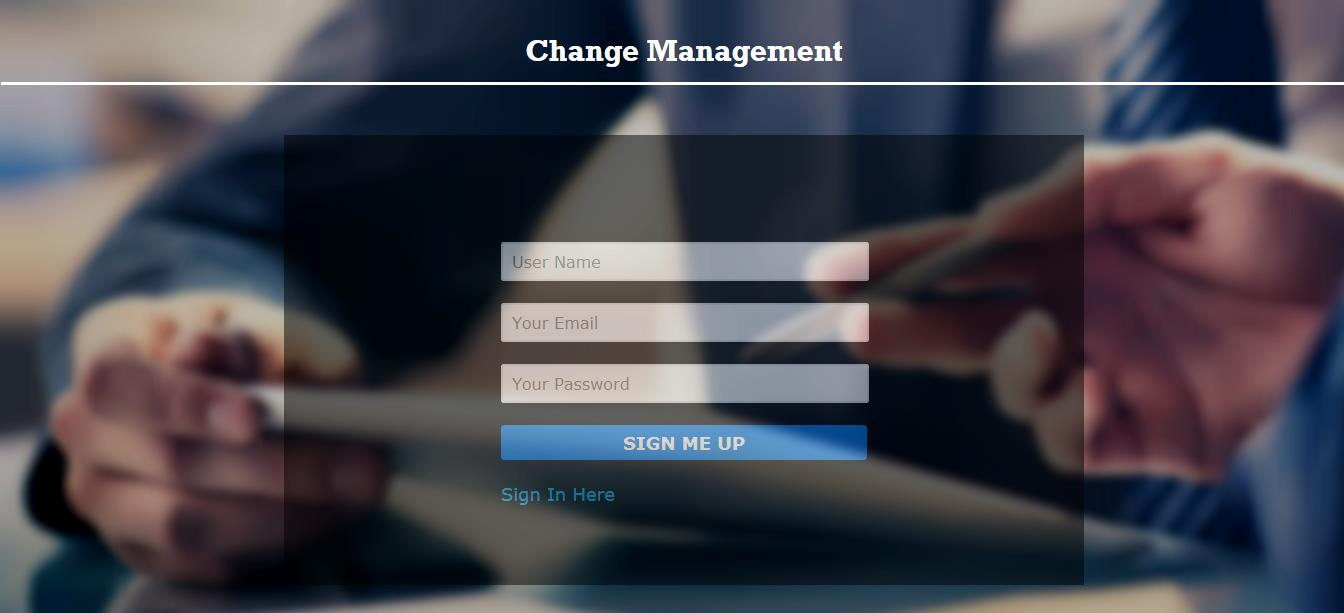 Change Management
User Name
Your Email
Your Password
SIGN ME UP
Sign In Here